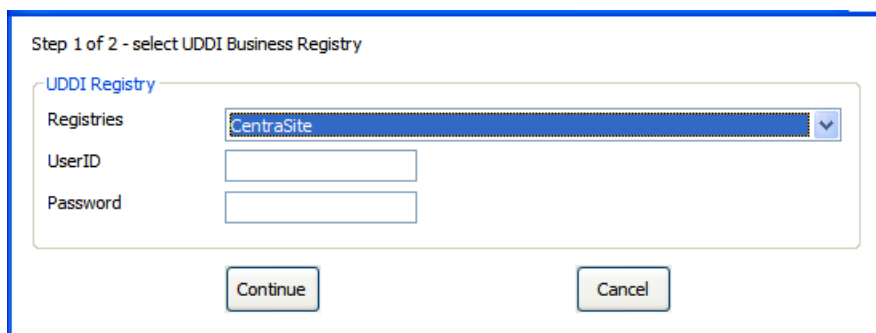 Step 1 of 2 - select UDDI Business Registry
UDDI Registry
Registries
CentraSite
UserID
Password
Continue
Cancel